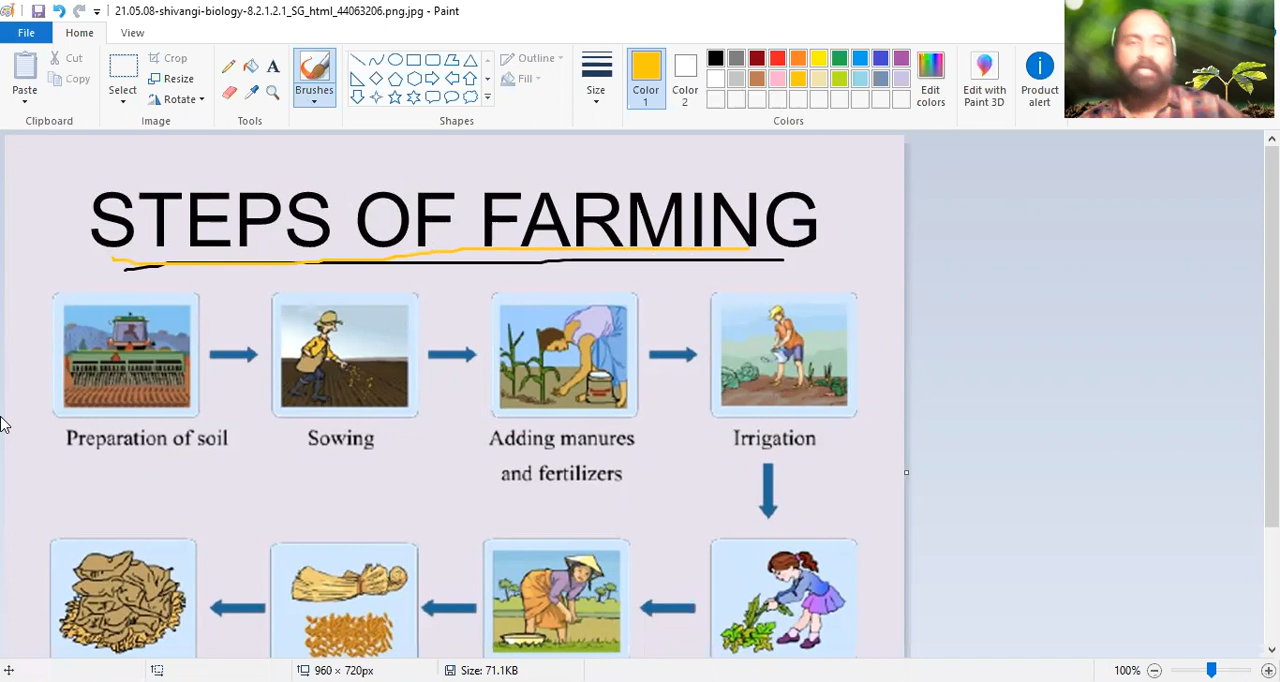 21.05.08-shivangi-biology-8.2.1.2.1_SG_html_44063206.png.jpg - Paint
File Home View
Paste
Cut
Copy
Clipboard
Select
Crop
Resize
Rotate
Image
A
Tools
Brushes
Outline
Fill
Shapes
Size
Color 1
Color 2
Edit colors
Colors
Edit with Paint 3D
Product alert
STEPS OF FARMING
Preparation of soil Sowing Adding manures and fertilizers Irrigation
960 × 720px Size: 71.1KB 100%